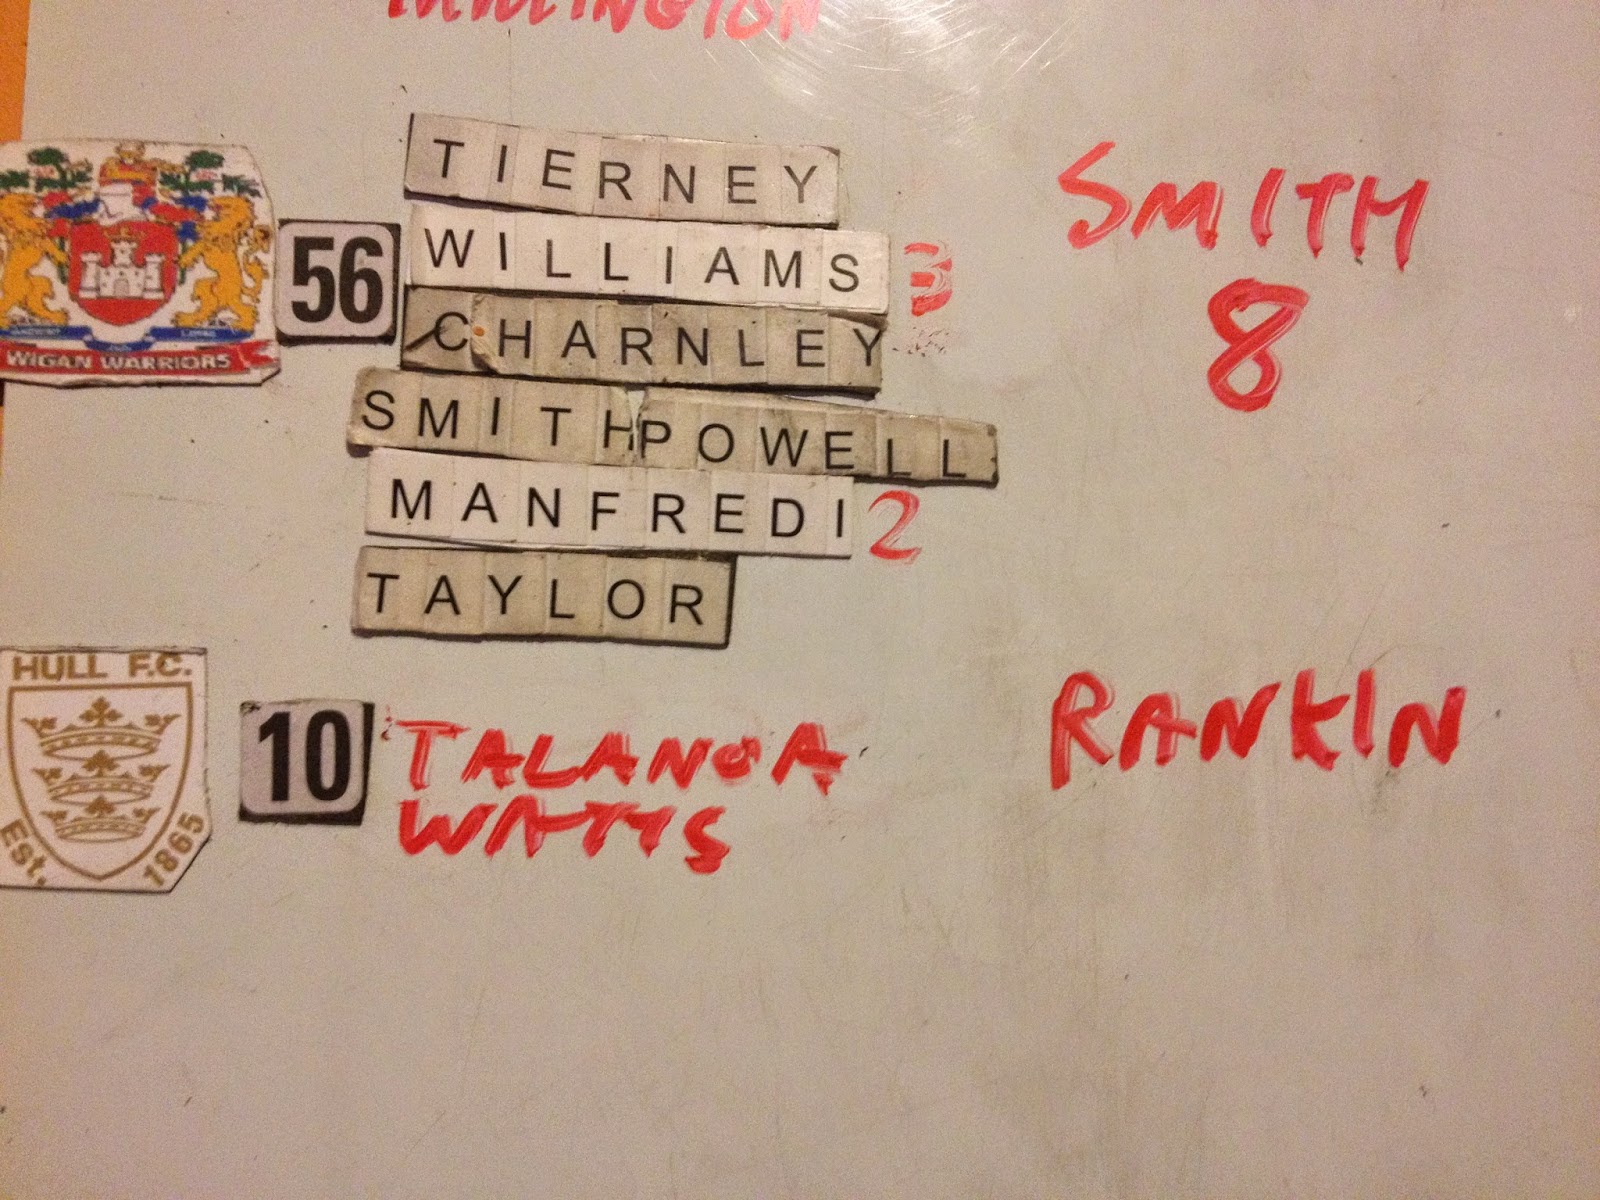 TIERNEY
WILLIAMS 3
CHARNLEY
SMITH POWELL
MANFREDI 2
TAYLOR
56
WIGAN WARRIORS
SMITH
8
HULL F.C.
Est. 1865
10
TALANOA
WATTS
RANKIN